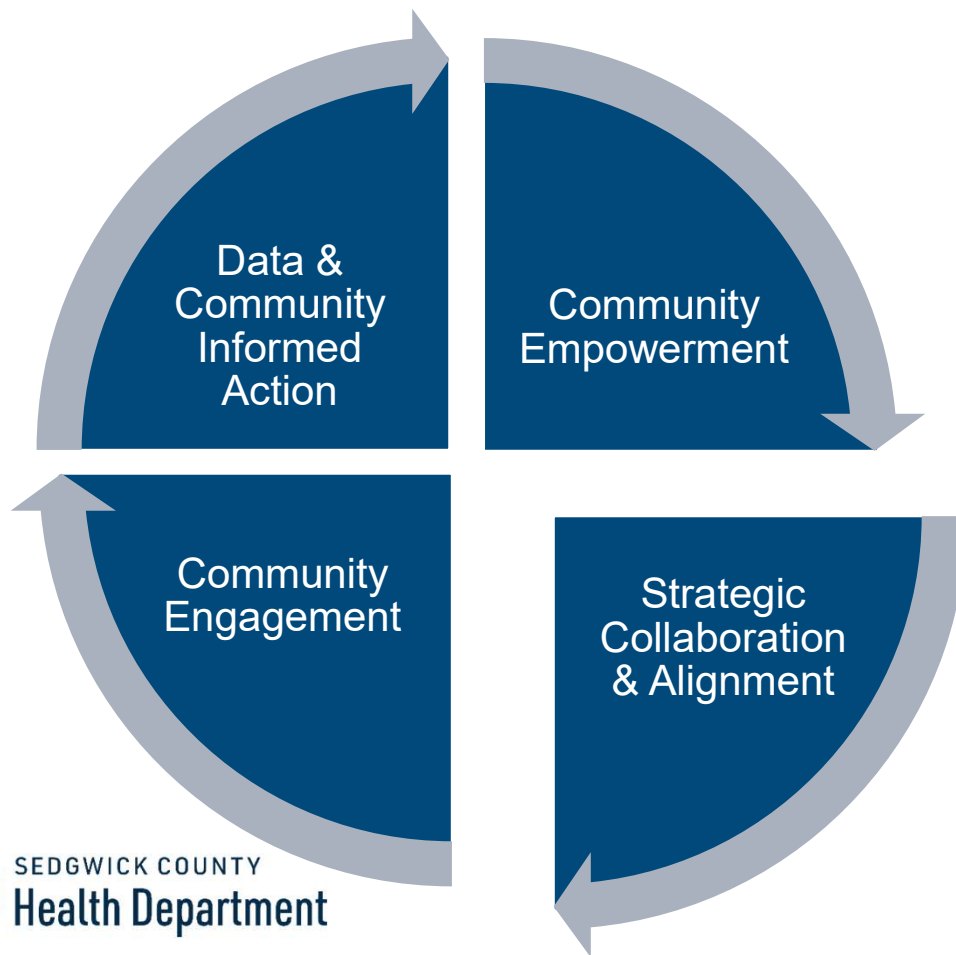 Data &
Community
Informed
Action
Community
Empowerment
Community
Engagement
Strategic
Collaboration
& Alignment
SEDGWICK COUNTY
Health Department